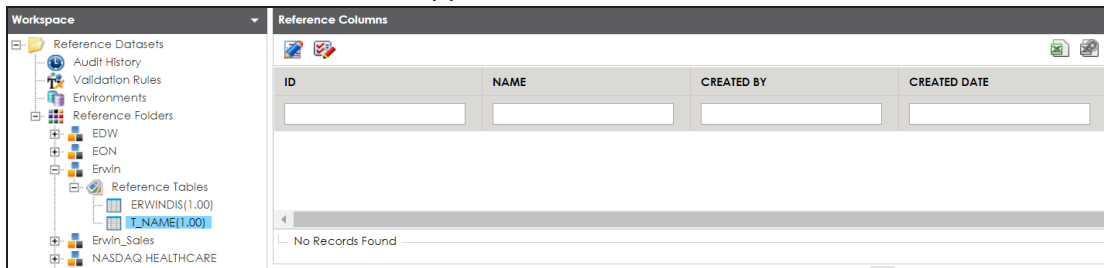 Workspace
Reference Datasets
Audit History
Validation Rules
Environments
Reference Folders
EDW
EON
Erwin
Reference Tables
ERWINDIS(1.00)
T_NAME(1.00)
Erwin_Sales
NASDAQ HEALTHCARE
Reference Columns
ID NAME CREATED BY CREATED DATE
No Records Found